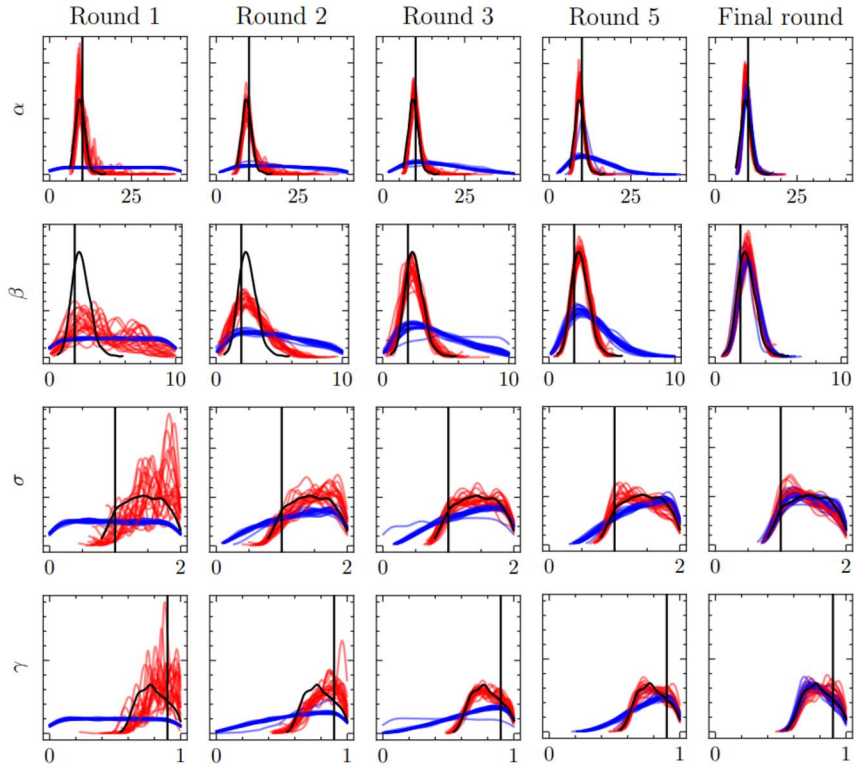 Round 1 Round 2 Round 3 Round 5 Final round
α
0 25 0 25 0 25 0 25 0 25
β
0 10 0 10 0 10 0 10 0 10
σ
0 2 0 2 0 2 0 2 0 2
γ
0 1 0 1 0 1 0 1 0 1